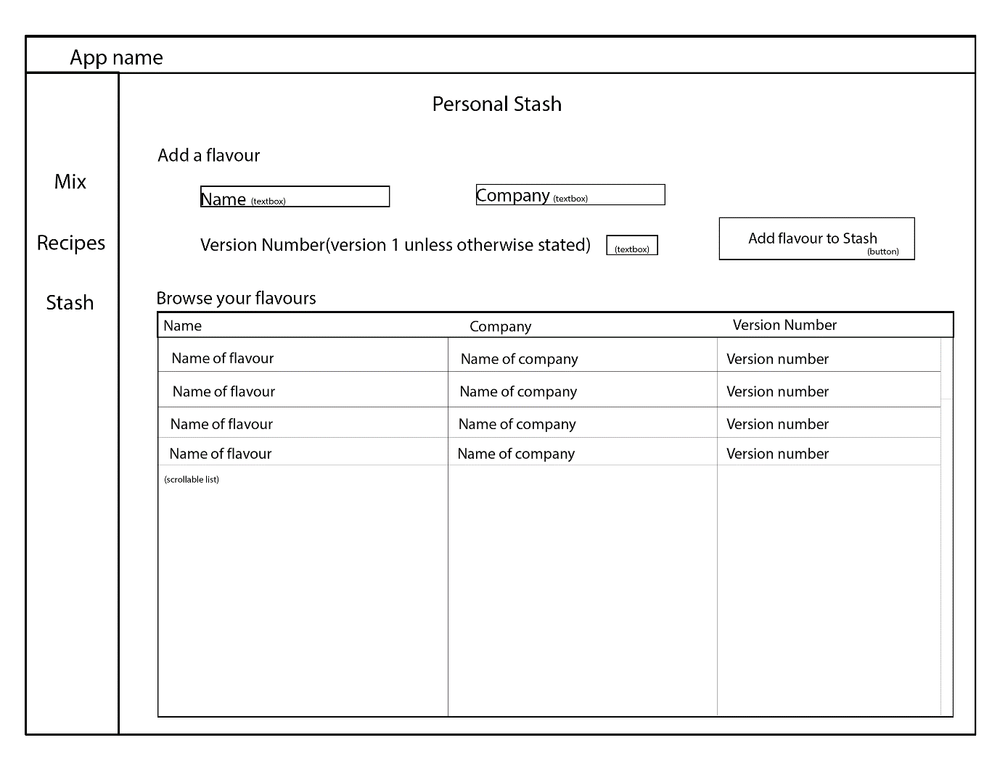 App name
Mix
Recipes
Stash
Personal Stash
Add a flavour
Name (textbox)
Company (textbox)
Version Number(version 1 unless otherwise stated) (textbox)
Add flavour to Stash
(button)
Browse your flavours
Name Company Version Number
Name of flavour Name of company Version number
Name of flavour Name of company Version number
Name of flavour Name of company Version number
Name of flavour Name of company Version number
(scrollable list)